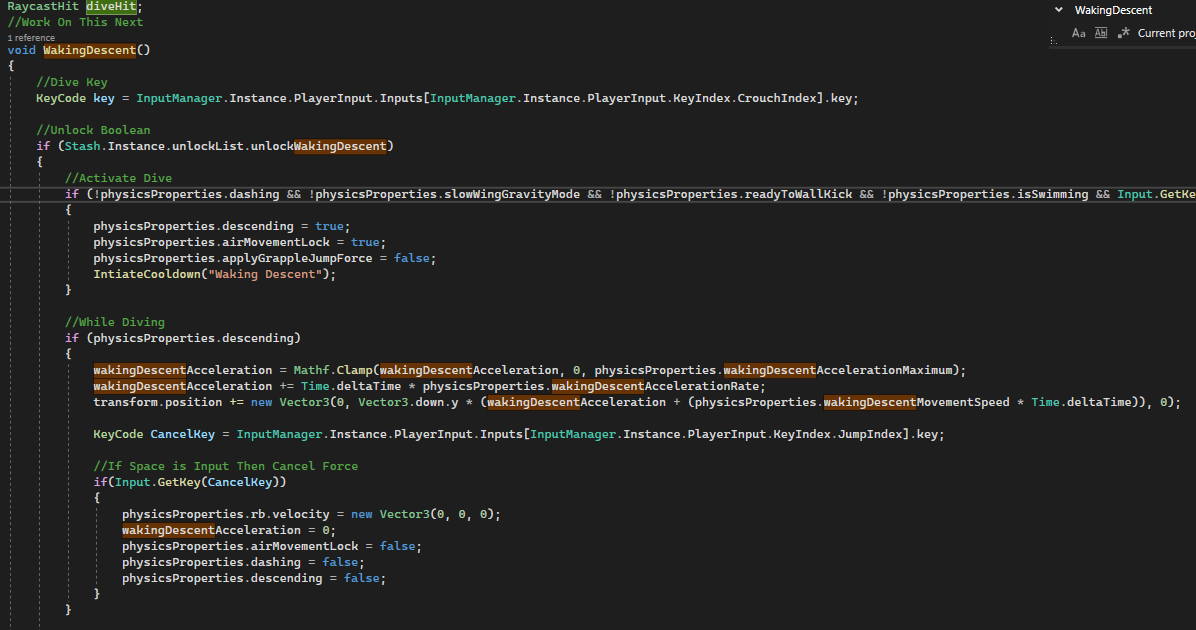 RaycastHit diveHit;
//Work On This Next
1 reference
void WakingDescent()
{
//Dive Key
KeyCode key = InputManager.Instance.PlayerInput.Inputs[InputManager.Instance.PlayerInput.KeyIndex.CrouchIndex].key;
//Unlock Boolean
if (Stash.Instance.unlockList.unlockWakingDescent)
{
//Activate Dive
if (!physicsProperties.dashing && !physicsProperties.slowWingGravityMode && !physicsProperties.readyToWallKick && !physicsProperties.isSwimming && Input.GetKe
{
physicsProperties.descending = true;
physicsProperties.airMovementLock = true;
physicsProperties.applyGrappleJumpForce = false;
IntiateCooldown("Waking Descent");
}
//While Diving
if (physicsProperties.descending)
{
wakingDescentAcceleration = Mathf.Clamp(wakingDescentAcceleration, 0, physicsProperties.wakingDescentAccelerationMaximum);
wakingDescentAcceleration += Time.deltaTime * physicsProperties.wakingDescentAccelerationRate;
transform.position += new Vector3(0, Vector3.down.y * (wakingDescentAcceleration + (physicsProperties.wakingDescentMovementSpeed * Time.deltaTime)), 0);
KeyCode CancelKey = InputManager.Instance.PlayerInput.Inputs[InputManager.Instance.PlayerInput.KeyIndex.JumpIndex].key;
//If Space is Input Then Cancel Force
if(Input.GetKey(CancelKey))
{
physicsProperties.rb.velocity = new Vector3(0, 0, 0);
wakingDescentAcceleration = 0;
physicsProperties.airMovementLock = false;
physicsProperties.dashing = false;
physicsProperties.descending = false;
}
}
WakingDescent
Aa Abl .* Current proj